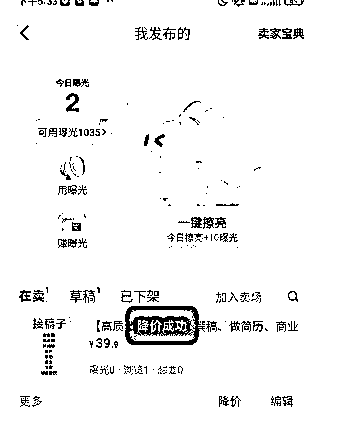 下午5:33
我发布的
卖家宝典
今日曝光
2
可用曝光1035>
用曝光
赚曝光
一键擦亮
今日擦亮+10曝光
在卖1 草稿1 已下架 加入卖场
接稿子
【高质 降价成功 撰稿、做简历、商业
¥39.9
曝光0·浏览1·想要0
更多 降价 编辑